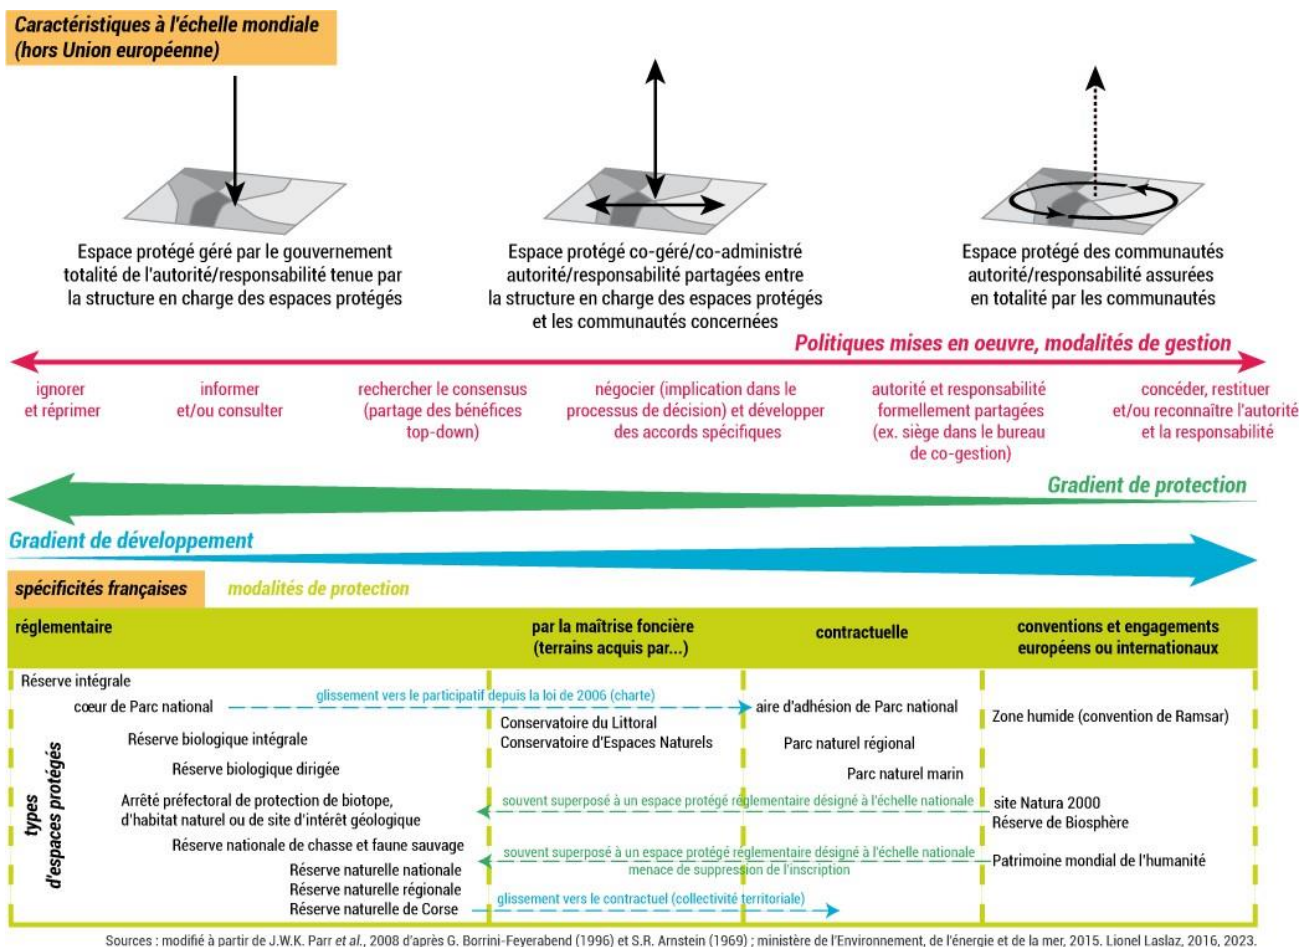 Caractéristiques à l'échelle mondiale
(hors Union européenne)
Espace protégé géré par le gouvernement
totalité de l'autorité/responsabilité tenue par
la structure en charge des espaces protégés
Espace protégé co-géré/co-administré
autorité/responsabilité partagées entre
la structure en charge des espaces protégés
et les communautés concernées
Espace protégé des communautés
autorité/responsabilité assurées
en totalité par les communautés
Politiques mises en oeuvre, modalités de gestion
ignorer
et réprimer
informer
et/ou consulter
rechercher le consensus
(partage des bénéfices
top-down)
négocier (implication dans le
processus de décision) et développer
des accords spécifiques
autorité et responsabilité
formellement partagées
(ex. siège dans le bureau
de co-gestion)
concéder, restituer
et/ou reconnaître l'autorité
et la responsabilité
Gradient de protection
Gradient de développement
spécificités françaises
modalités de protection
réglementaire
par la maîtrise foncière
(terrains acquis par...)
contractuelle
conventions et engagements
européens ou internationaux
types
d'espaces protégés
Réserve intégrale
cœur de Parc national
glissement vers le participatif depuis la loi de 2006 (charte)
aire d'adhésion de Parc national
Zone humide (convention de Ramsar)
Conservatoire du Littoral
Conservatoire d'Espaces Naturels
Réserve biologique intégrale
Parc naturel régional
Réserve biologique dirigée
Parc naturel marin
Arrêté préfectoral de protection de biotope,
d'habitat naturel ou de site d'intérêt géologique
souvent superposé à un espace protégé réglementaire désigné à l'échelle nationale
site Natura 2000
Réserve de Biosphère
Réserve nationale de chasse et faune sauvage
souvent superposé à un espace protégé réglementaire désigné à l'échelle nationale
menace de suppression de l'inscription
Patrimoine mondial de l'humanité
Réserve naturelle nationale
Réserve naturelle régionale
Réserve naturelle de Corse
glissement vers le contractuel (collectivité territoriale)
Sources : modifié à partir de J.W.K. Parr et al., 2008 d'après G. Borrini-Feyerabend (1996) et S.R. Arnstein (1969) ; ministère de l'Environnement, de l'énergie et de la mer, 2015. Lionel Laslaz, 2016, 2023.